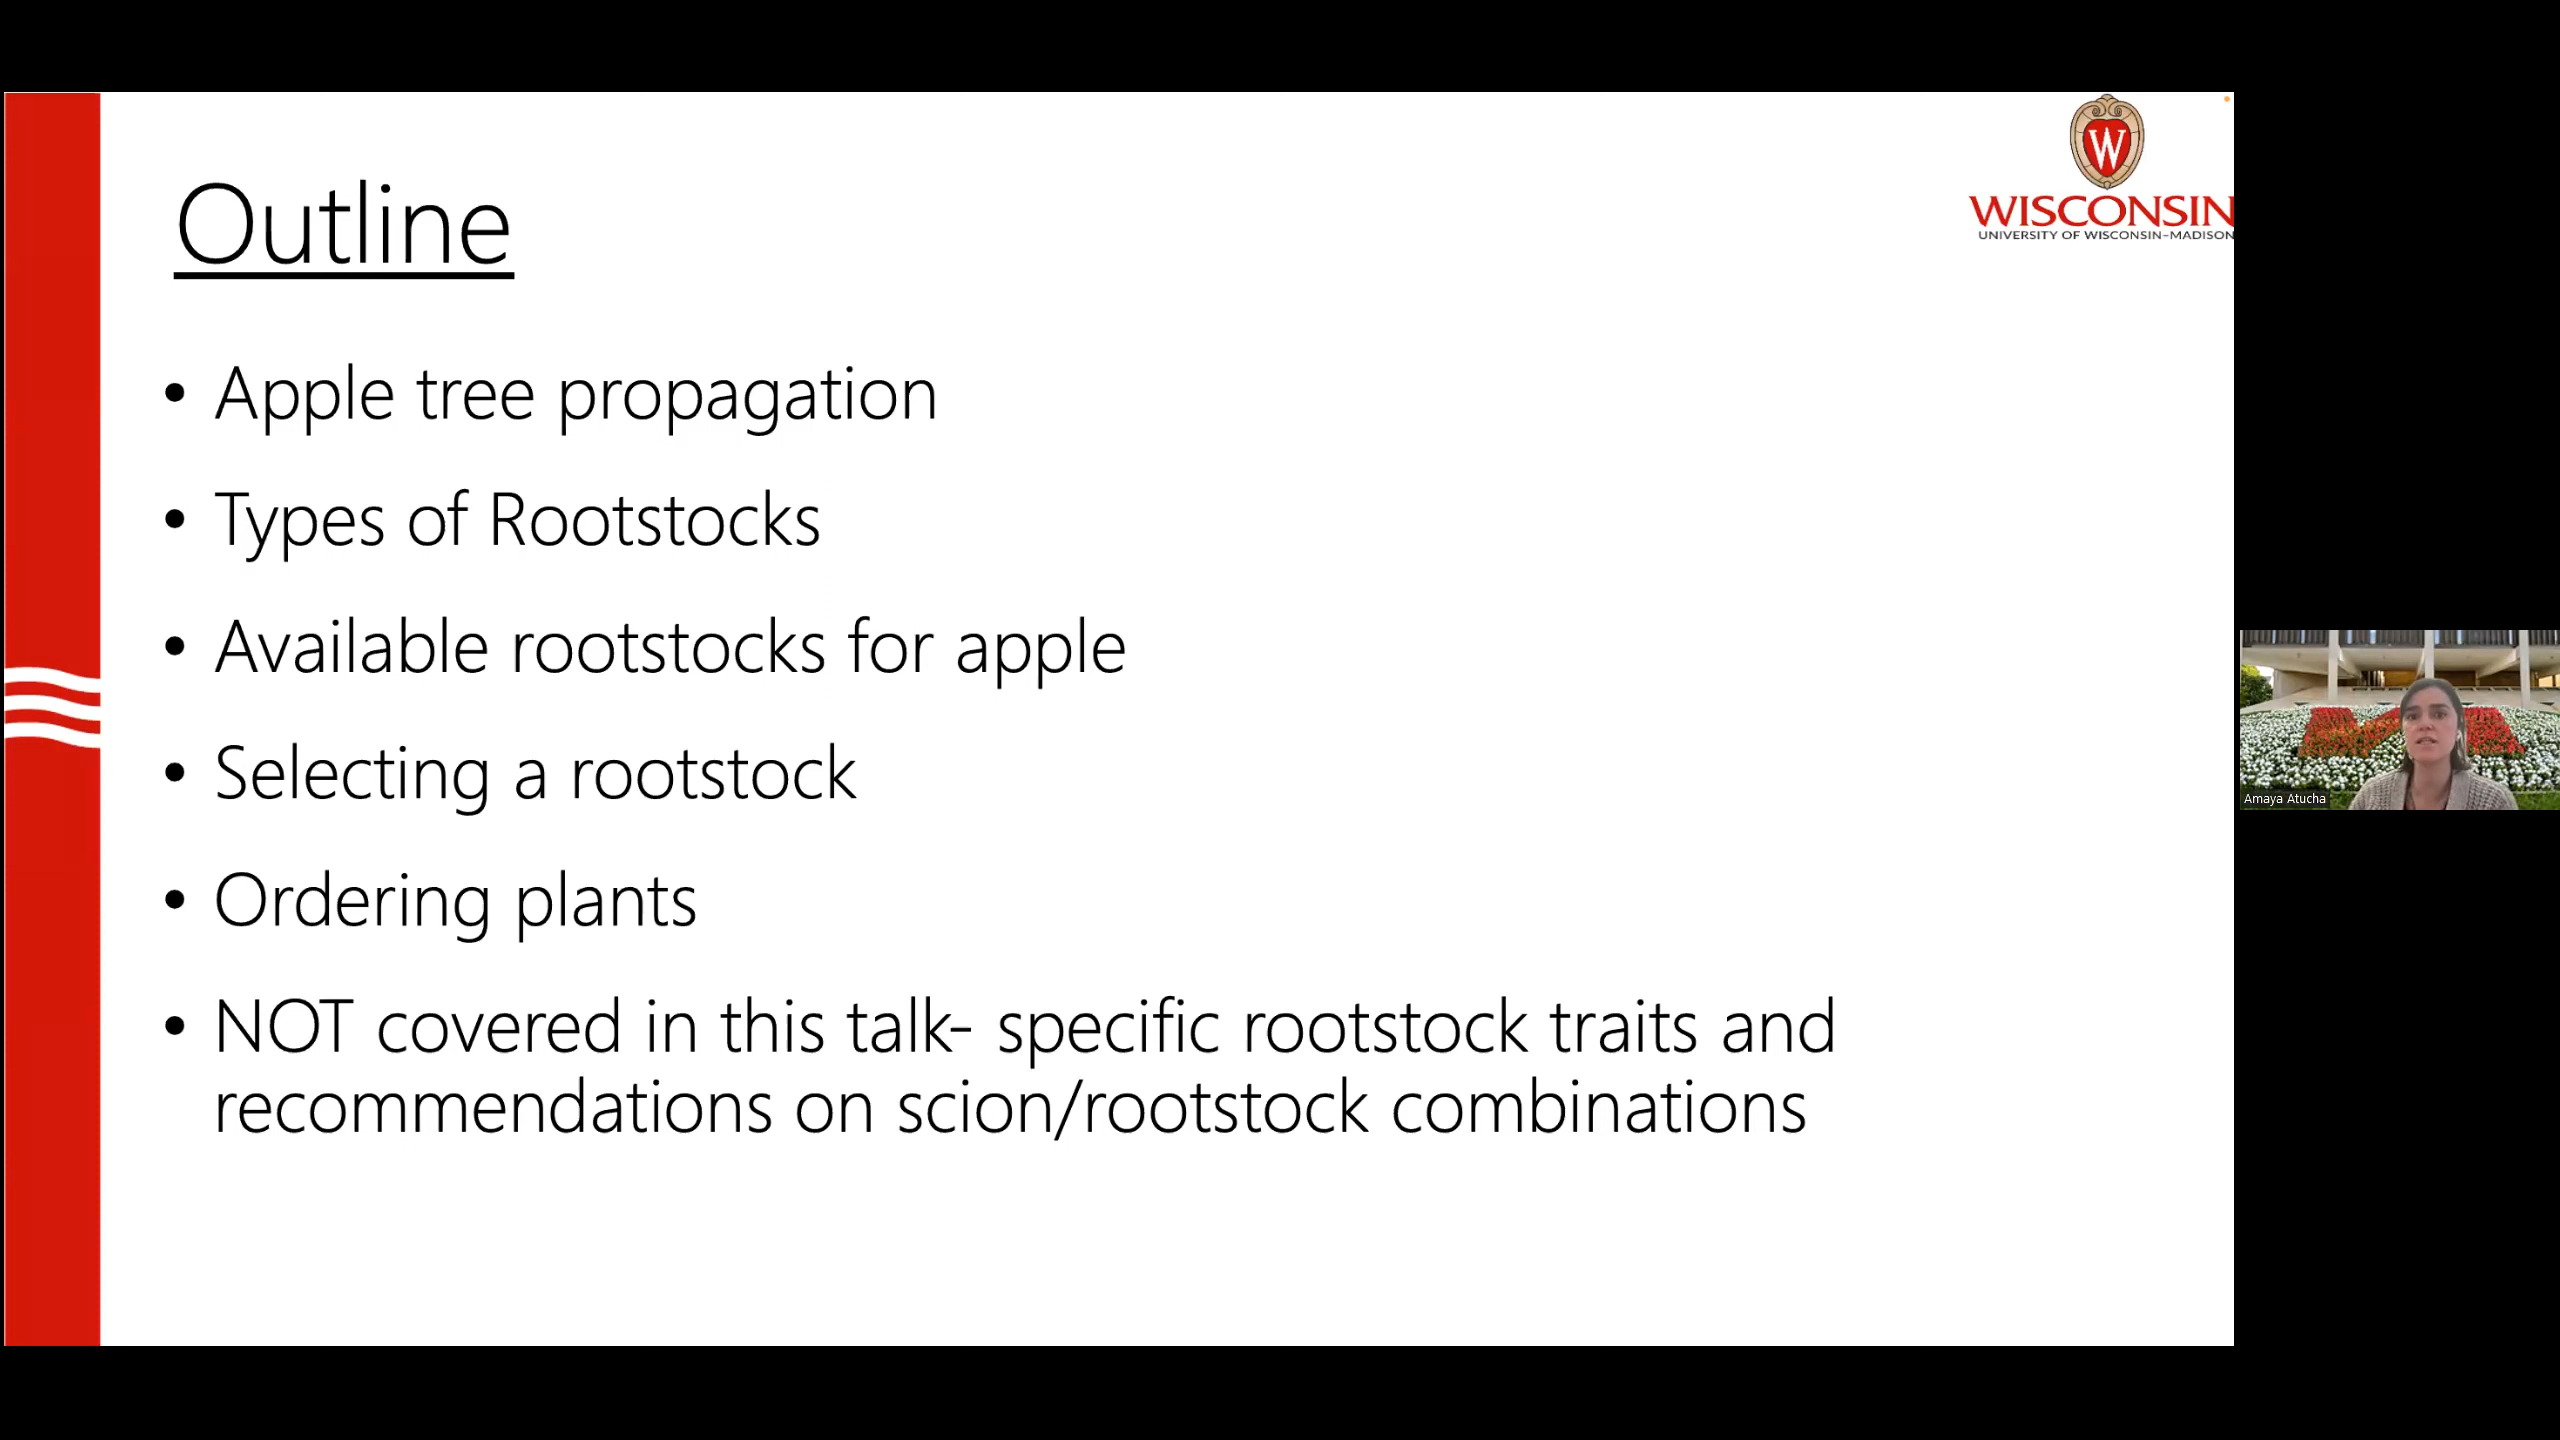 W
WISCONSIN
UNIVERSITY OF WISCONSIN–MADISON
Outline
• Apple tree propagation
• Types of Rootstocks
• Available rootstocks for apple
• Selecting a rootstock
• Ordering plants
• NOT covered in this talk- specific rootstock traits and
recommendations on scion/rootstock combinations
Amaya Atucha